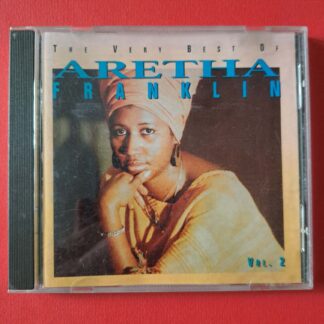 The Very Best Of
ARETHA
FRANKLIN
Vol. 2